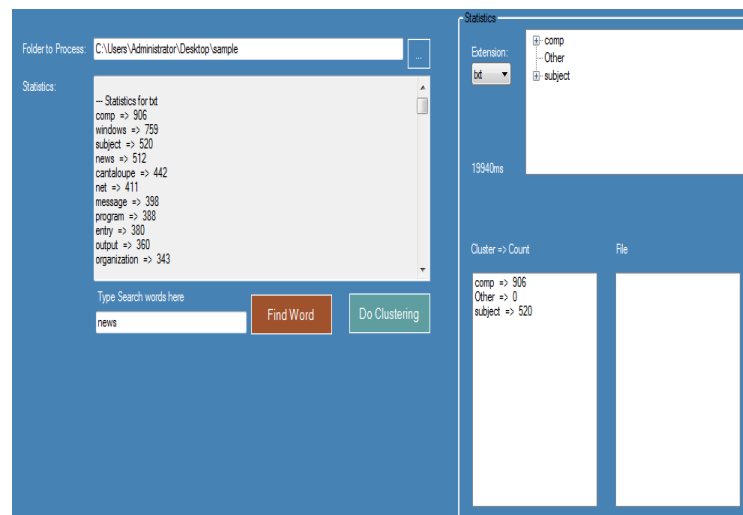 Folder to Process:
C:\Users\Administrator\Desktop\sample
...
Statistics:
--- Statistics for txt
comp => 906
windows => 759
subject => 520
news => 512
cantaloupe => 442
net => 411
message => 398
program => 388
entry => 380
output => 360
organization => 343
Type Search words here
news
Find Word
Do Clustering
Statistics
Extension:
txt
comp
Other
subject
19940ms
Cluster => Count
File
comp => 906
Other => 0
subject => 520